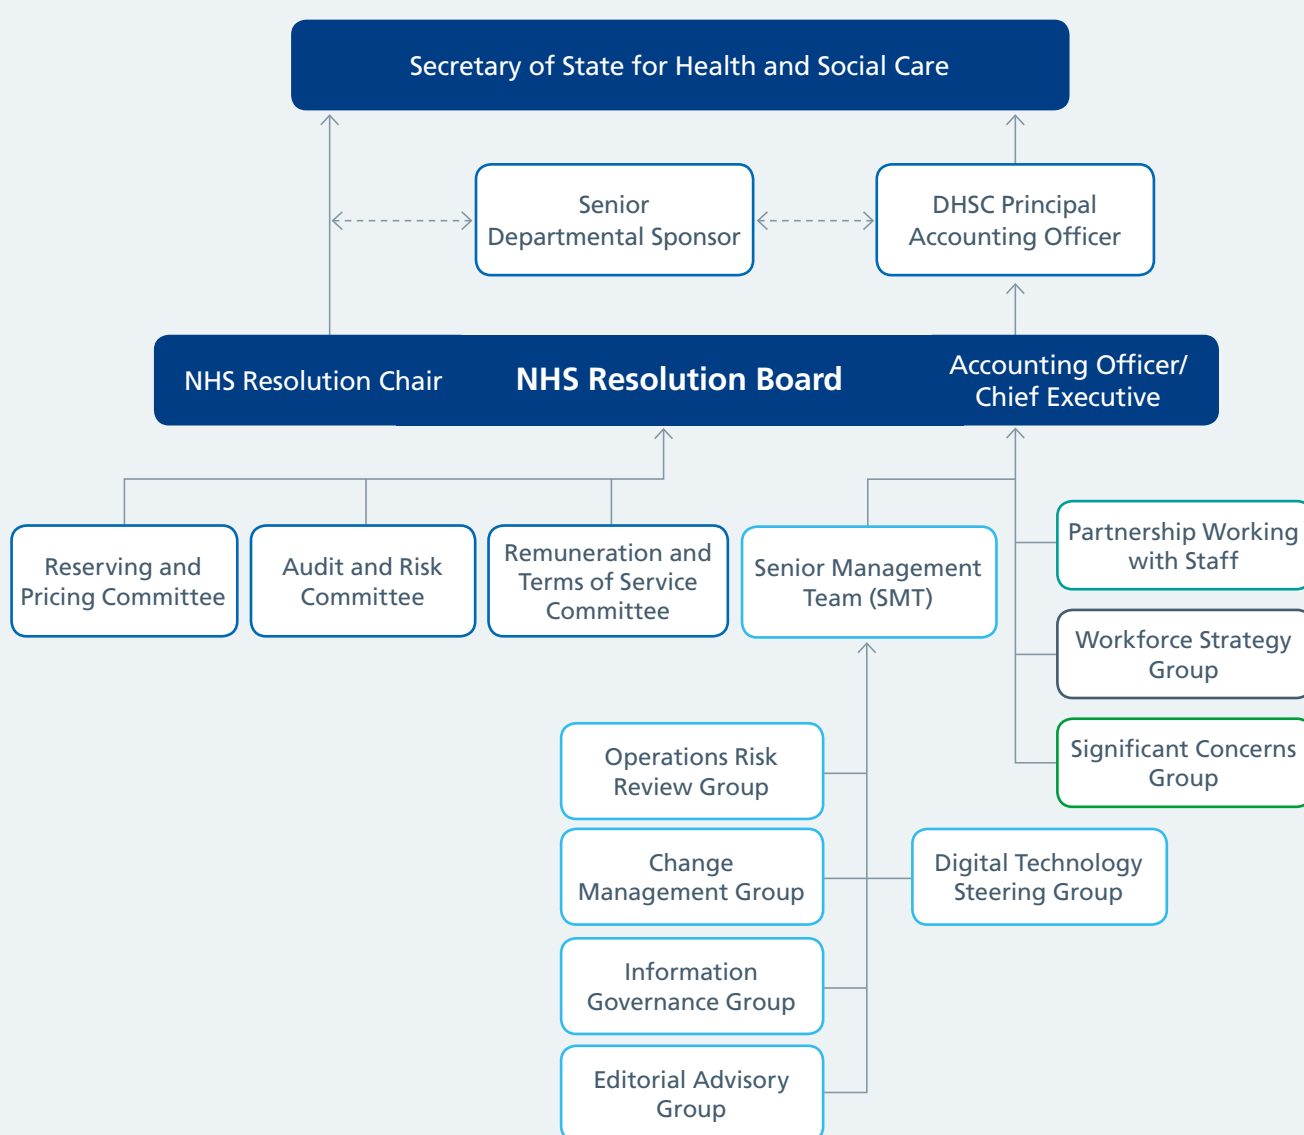 Secretary of State for Health and Social Care
Senior
Departmental Sponsor
DHSC Principal
Accounting Officer
NHS Resolution Chair
NHS Resolution Board
Accounting Officer/
Chief Executive
Reserving and
Pricing Committee
Audit and Risk
Committee
Remuneration and
Terms of Service
Committee
Senior Management
Team (SMT)
Partnership Working
with Staff
Workforce Strategy
Group
Significant Concerns
Group
Operations Risk
Review Group
Change
Management Group
Digital Technology
Steering Group
Information
Governance Group
Editorial Advisory
Group